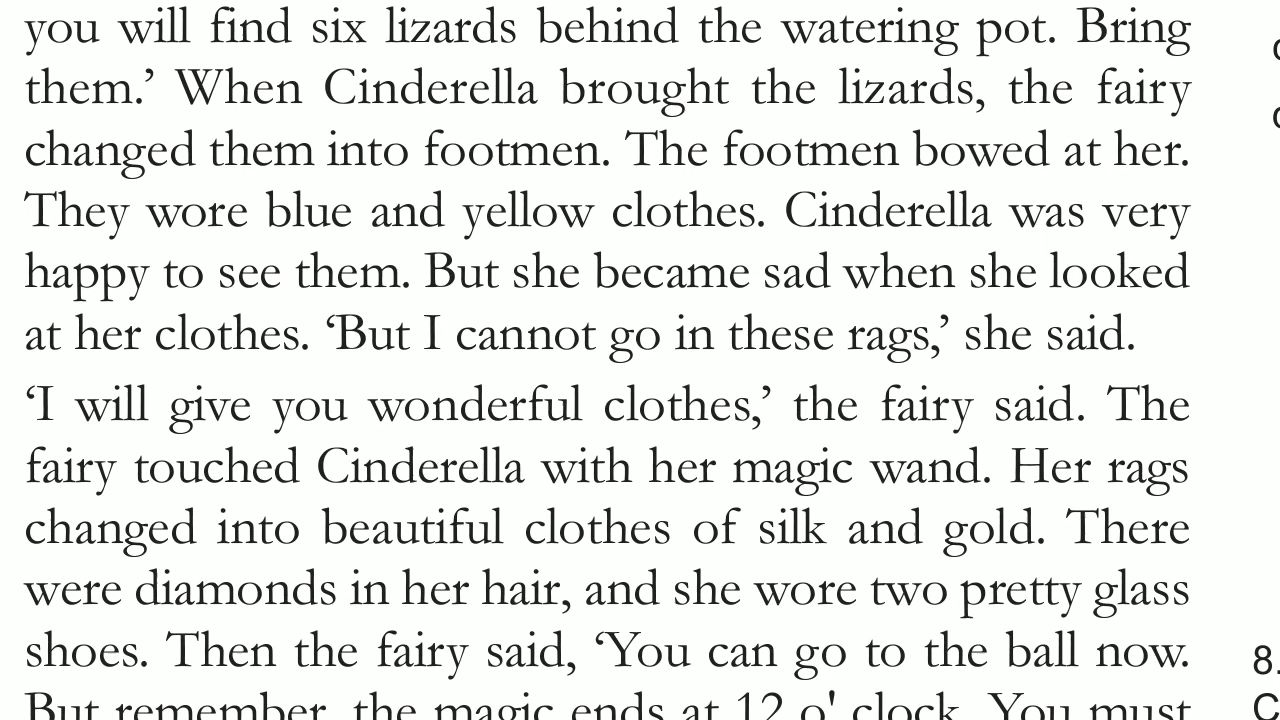 you will find six lizards behind the watering pot. Bring
them.’ When Cinderella brought the lizards, the fairy
changed them into footmen. The footmen bowed at her.
They wore blue and yellow clothes. Cinderella was very
happy to see them. But she became sad when she looked
at her clothes. ‘But I cannot go in these rags,’ she said.
‘I will give you wonderful clothes,’ the fairy said. The
fairy touched Cinderella with her magic wand. Her rags
changed into beautiful clothes of silk and gold. There
were diamonds in her hair, and she wore two pretty glass
shoes. Then the fairy said, ‘You can go to the ball now.
But remember, the magic ends at 12 o' clock. You must
8.